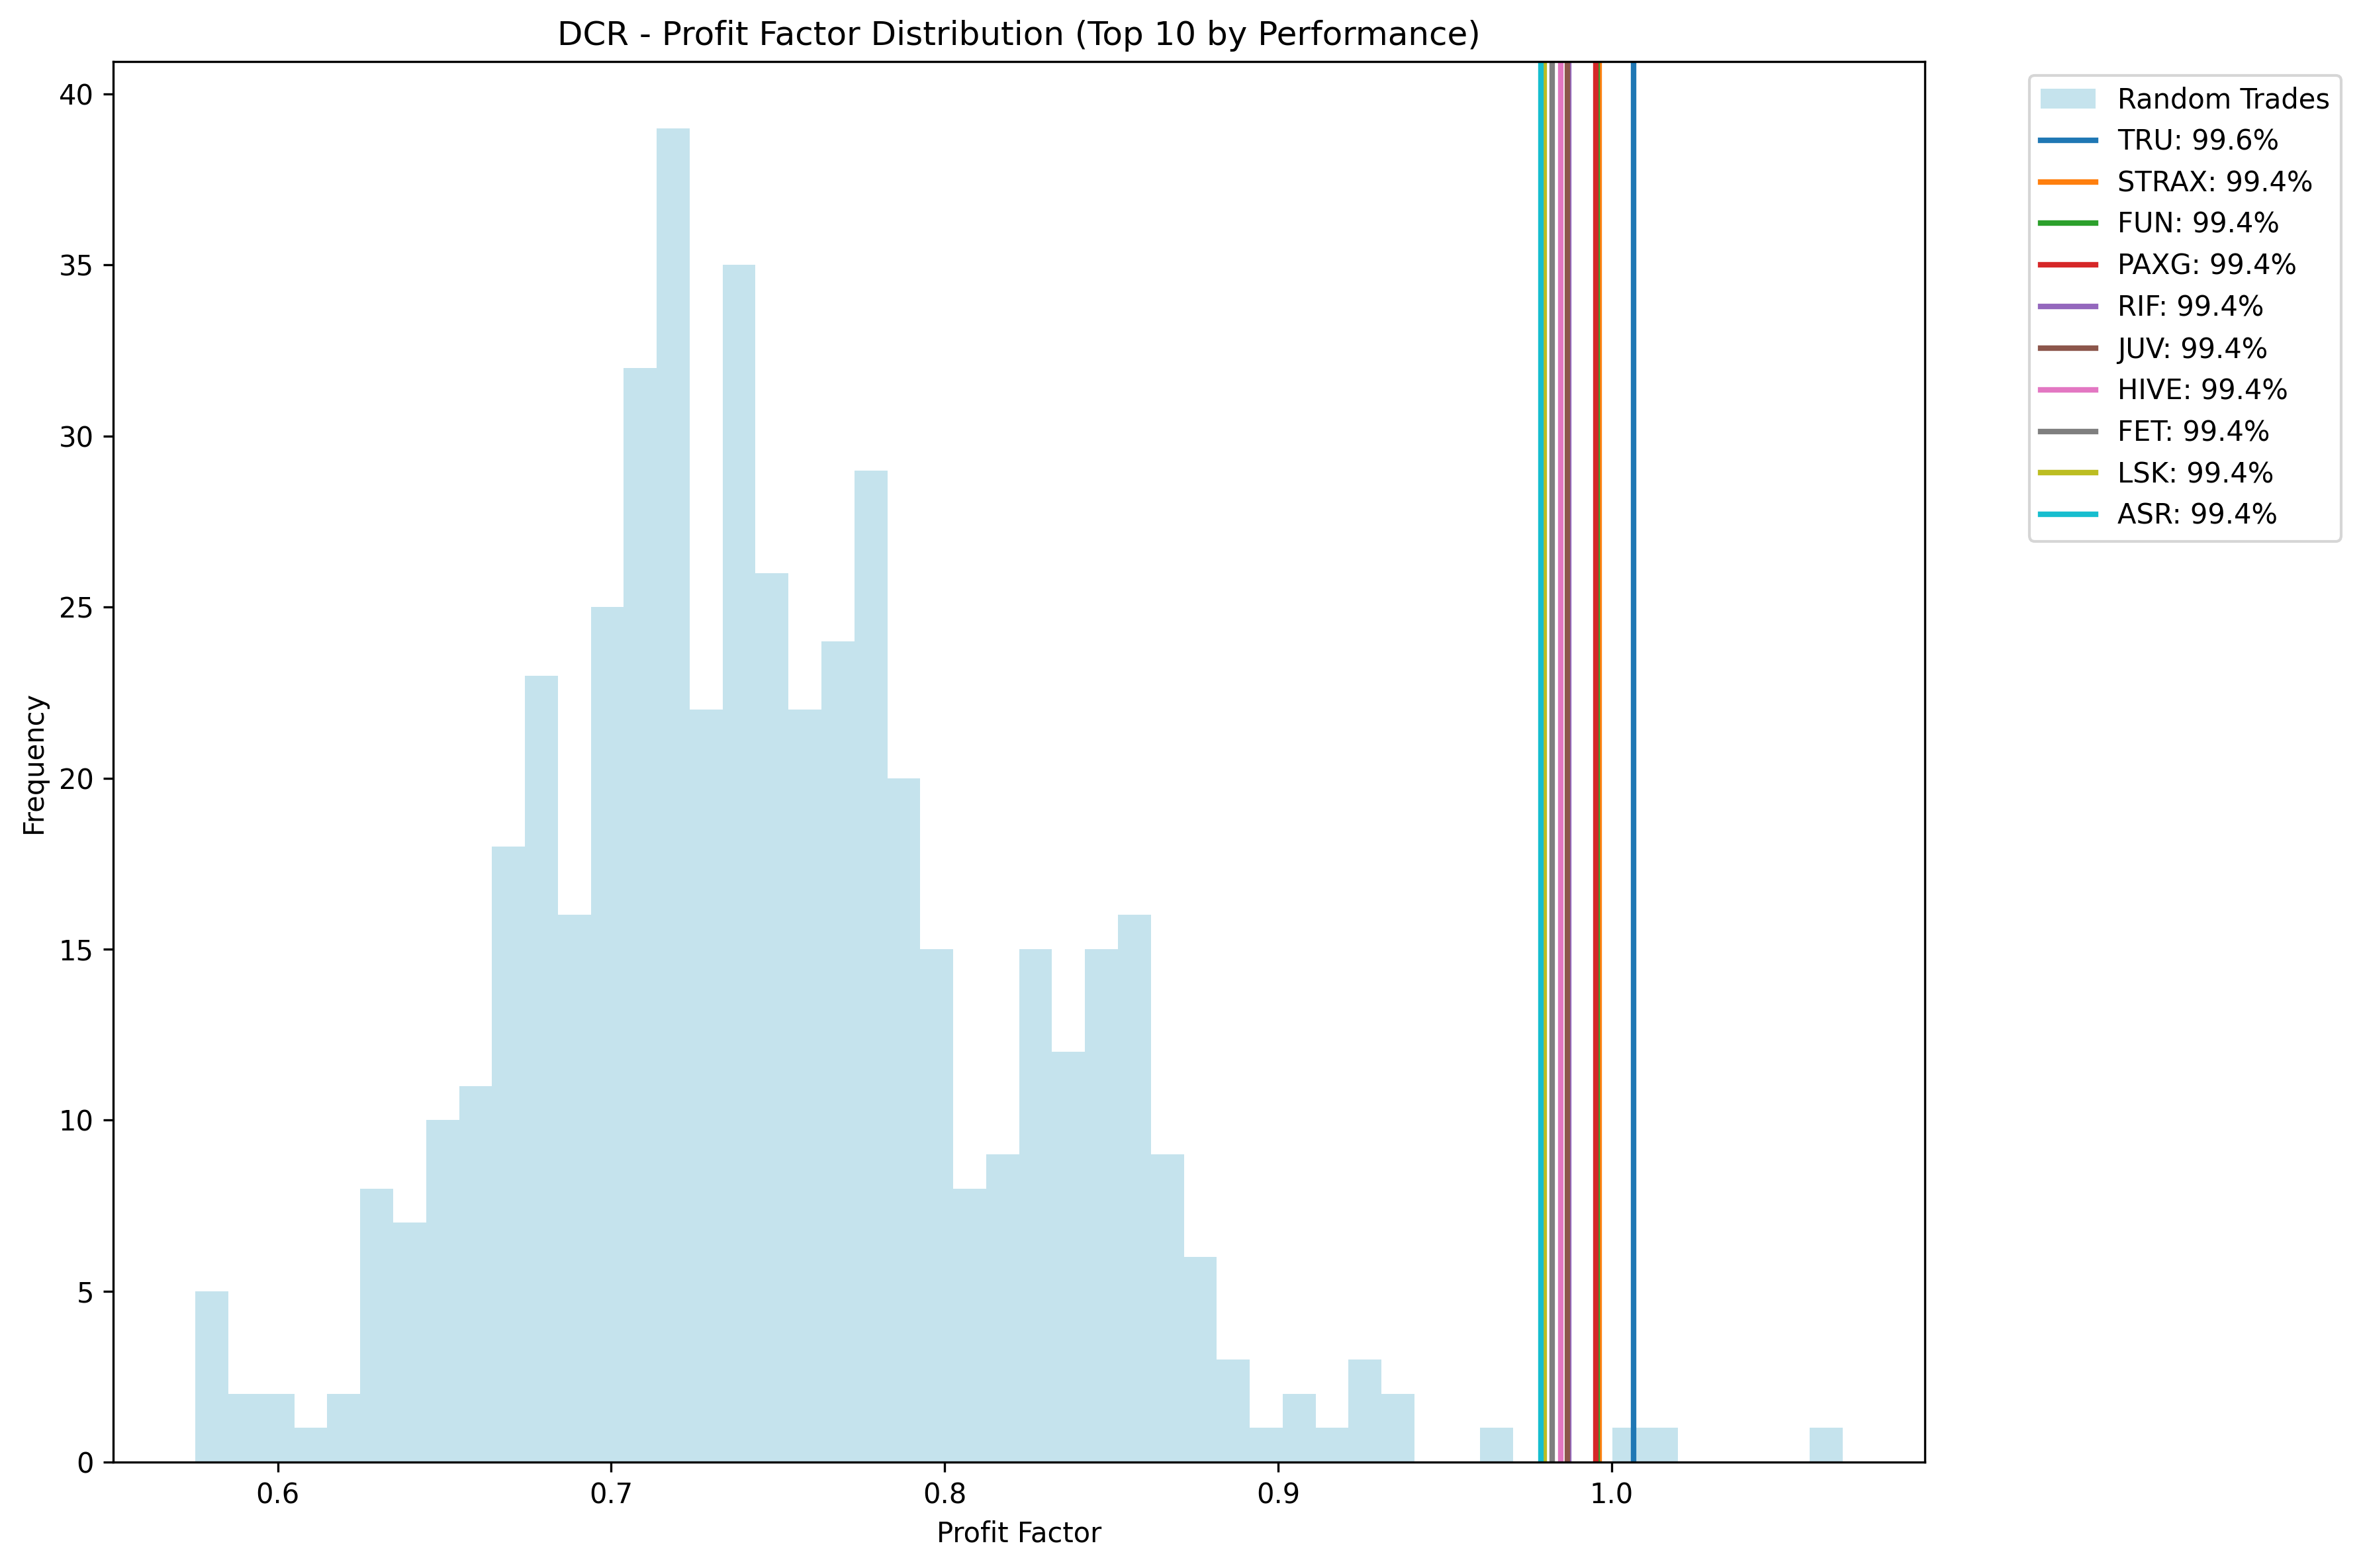 DCR - Profit Factor Distribution (Top 10 by Performance)
40
35
30
25
20
15
10
5
0
Frequency
0.6
0.7
0.8
0.9
1.0
Profit Factor
Random Trades
TRU: 99.6%
STRAX: 99.4%
FUN: 99.4%
PAXG: 99.4%
RIF: 99.4%
JUV: 99.4%
HIVE: 99.4%
FET: 99.4%
LSK: 99.4%
ASR: 99.4%